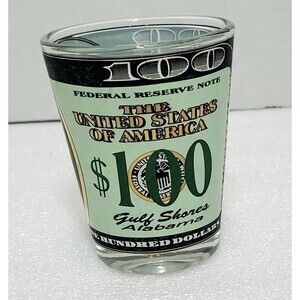 100
FEDERAL RESERVE NOTE
THE
UNITED STATES
OF AMERICA
$100
Gulf Shores
Alabama
HUNDRED DOLLARS